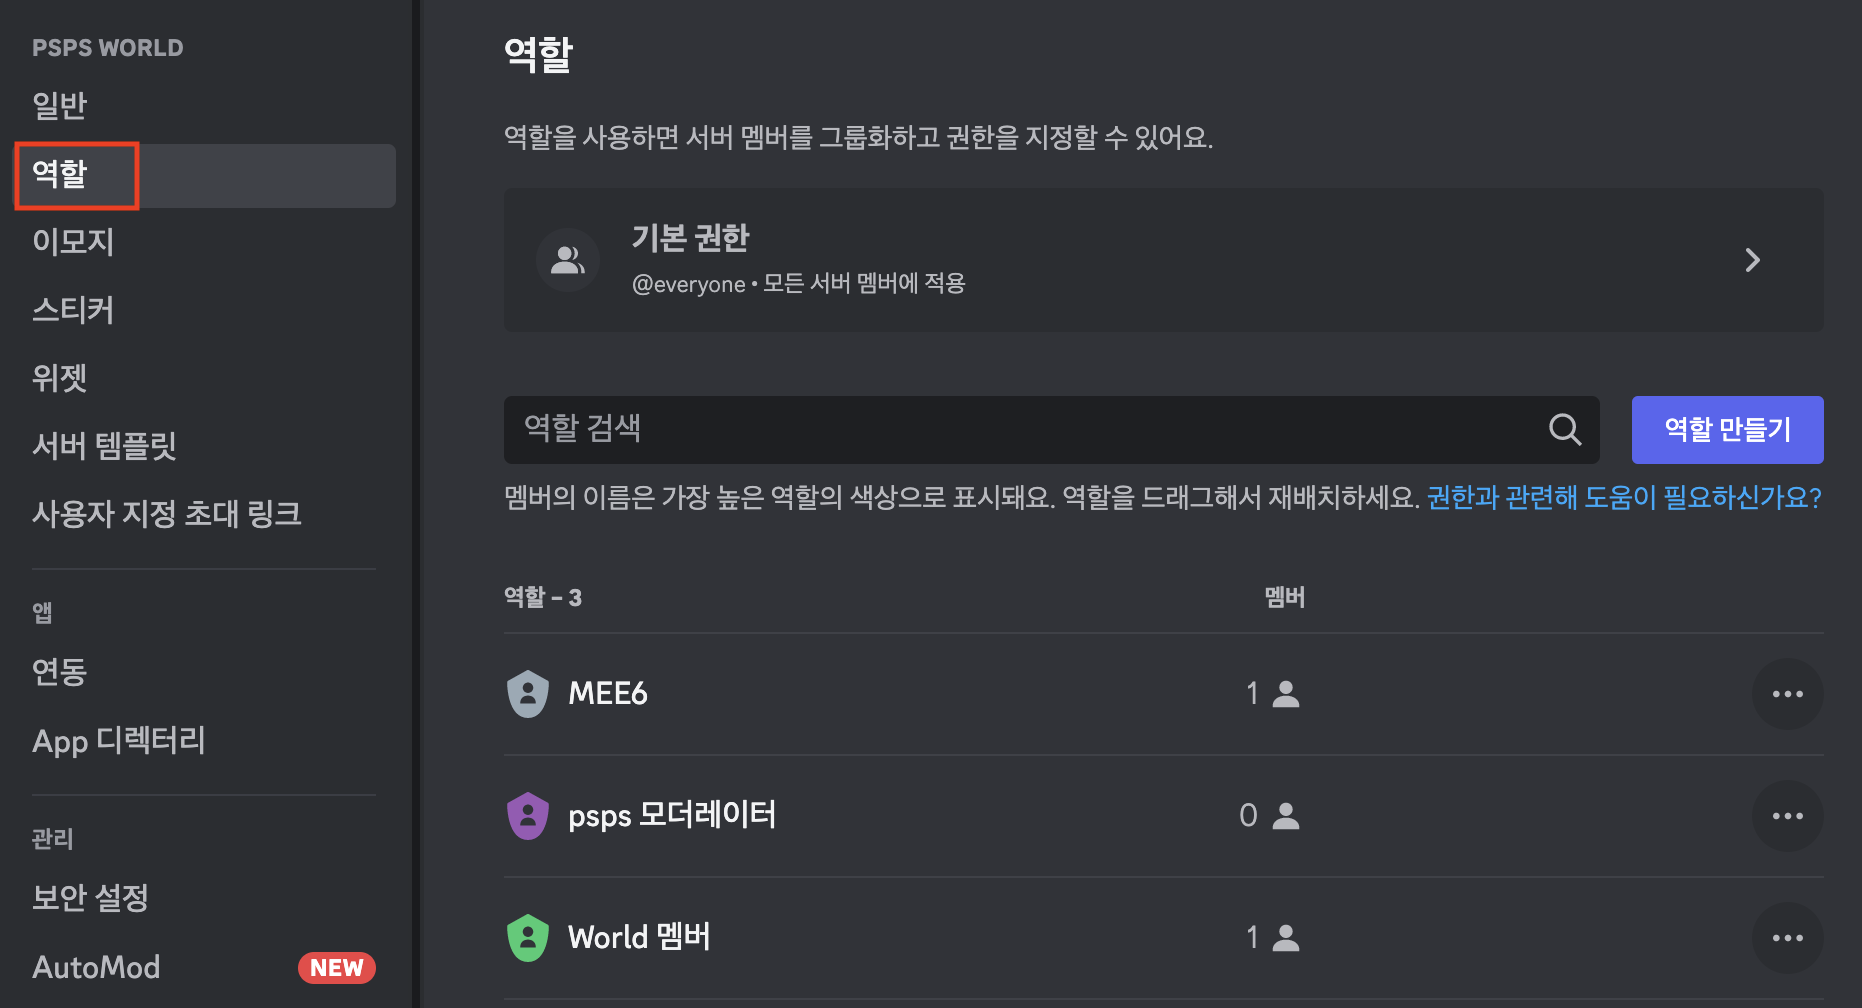 PSPS WORLD
일반
역할
이모지
스티커
위젯
서버 템플릿
사용자 지정 초대 링크
앱
연동
App 디렉터리
관리
보안 설정
AutoMod NEW
역할
역할을 사용하면 서버 멤버를 그룹화하고 권한을 지정할 수 있어요.
기본 권한
@everyone • 모든 서버 멤버에 적용
역할 검색
역할 만들기
멤버의 이름은 가장 높은 역할의 색상으로 표시돼요. 역할을 드래그해서 재배치하세요. 권한과 관련해 도움이 필요하신가요?
역할 – 3 멤버
MEE6 1
psps 모더레이터 0
World 멤버 1